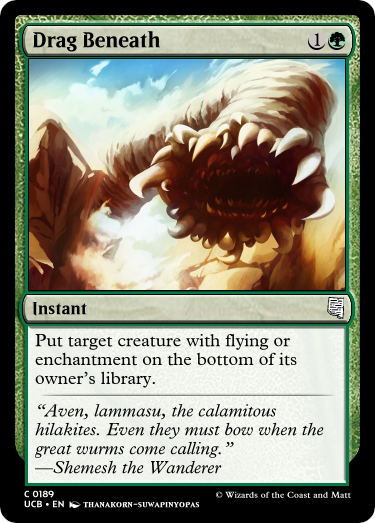 Drag Beneath 1
Instant
Put target creature with flying or
enchantment on the bottom of its
owner's library.
“Aven, lammasu, the calamitous
hilakites. Even they must bow when the
great wurms come calling.”
—Shemesh the Wanderer
C 0189
UCB • EN THANAKORN-SUWAPINYOPAS
© Wizards of the Coast and Matt